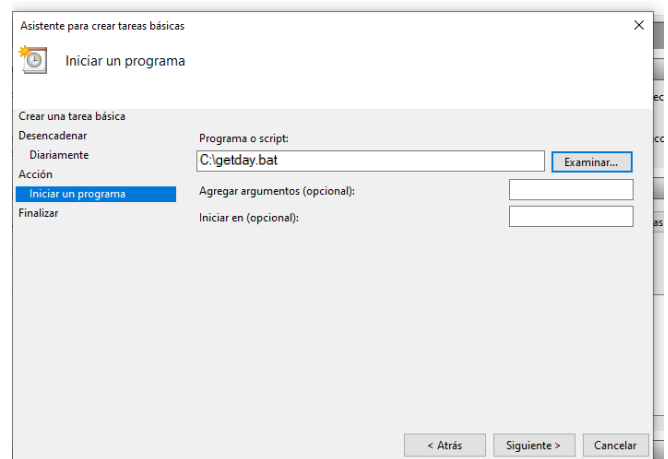 Asistente para crear tareas básicas
Iniciar un programa
Crear una tarea básica
Desencadenar
Diariamente
Acción
Iniciar un programa
Finalizar
Programa o script:
C:\getday.bat
Examinar...
Agregar argumentos (opcional):
Iniciar en (opcional):
< Atrás
Siguiente >
Cancelar